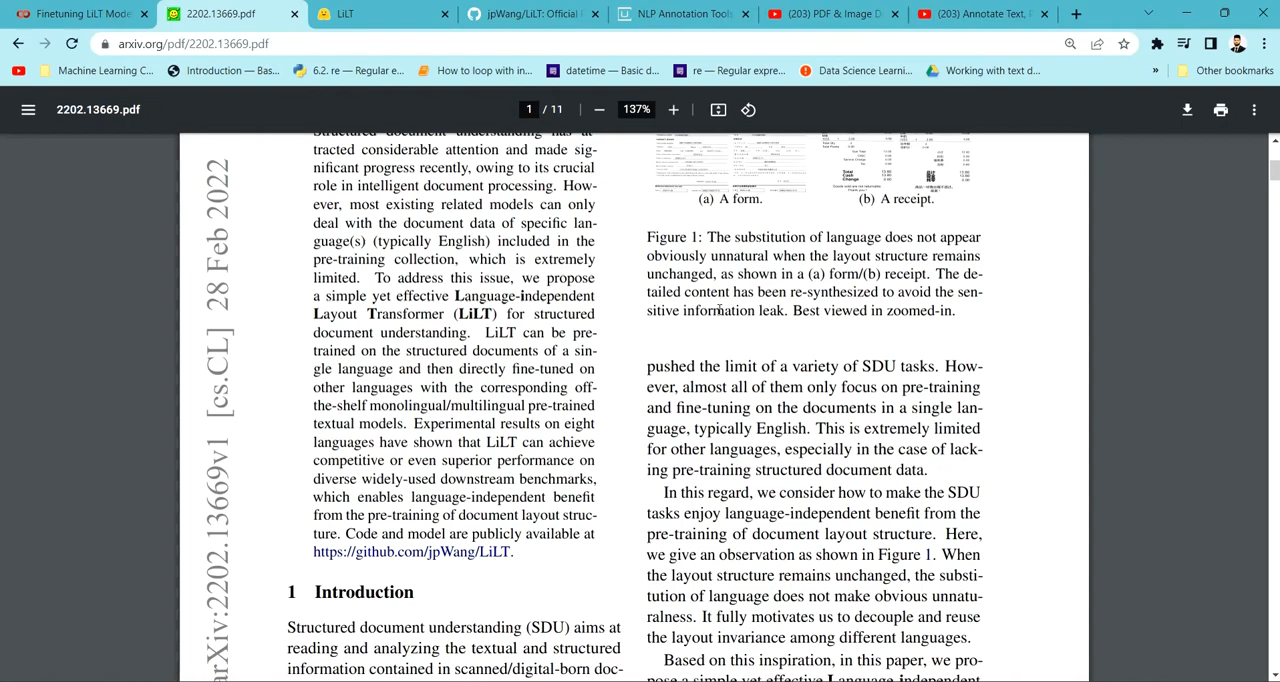 Finetuning LiLT Mode
2202.13669.pdf
LiLT
jpWang/LiLT: Official
NLP Annotation Tools
(203) PDF & Image D
(203) Annotate Text,
arxiv.org/pdf/2202.13669.pdf
Machine Learning C...
Introduction — Bas...
6.2. re — Regular e...
How to loop with in...
datetime — Basic d...
re — Regular expre...
Data Science Learni...
Working with text d...
»
Other bookmarks
2202.13669.pdf
1 / 11
137%
Structured document understanding has at-
tracted considerable attention and made sig-
nificant progress recently, owing to its crucial
role in intelligent document processing. How-
ever, most existing related models can only
deal with the document data of specific lan-
guage(s) (typically English) included in the
pre-training collection, which is extremely
limited. To address this issue, we propose
a simple yet effective Language-independent
Layout Transformer (LiLT) for structured
document understanding. LiLT can be pre-
trained on the structured documents of a sin-
gle language and then directly fine-tuned on
other languages with the corresponding off-
the-shelf monolingual/multilingual pre-trained
textual models. Experimental results on eight
languages have shown that LiLT can achieve
competitive or even superior performance on
diverse widely-used downstream benchmarks,
which enables language-independent benefit
from the pre-training of document layout struc-
ture. Code and model are publicly available at
https://github.com/jpWang/LiLT.
1 Introduction
Structured document understanding (SDU) aims at
reading and analyzing the textual and structured
information contained in scanned/digital-born doc-
(a) A form.
(b) A receipt.
Figure 1: The substitution of language does not appear
obviously unnatural when the layout structure remains
unchanged, as shown in a (a) form/(b) receipt. The de-
tailed content has been re-synthesized to avoid the sen-
sitive information leak. Best viewed in zoomed-in.
pushed the limit of a variety of SDU tasks. How-
ever, almost all of them only focus on pre-training
and fine-tuning on the documents in a single lan-
guage, typically English. This is extremely limited
for other languages, especially in the case of lack-
ing pre-training structured document data.
In this regard, we consider how to make the SDU
tasks enjoy language-independent benefit from the
pre-training of document layout structure. Here,
we give an observation as shown in Figure 1. When
the layout structure remains unchanged, the substi-
tution of language does not make obvious unnatu-
ralness. It fully motivates us to decouple and reuse
the layout invariance among different languages.
Based on this inspiration, in this paper, we pro-
pose a simple yet effective Language-independent
arXiv:2202.13669v1 [cs.CL] 28 Feb 2022